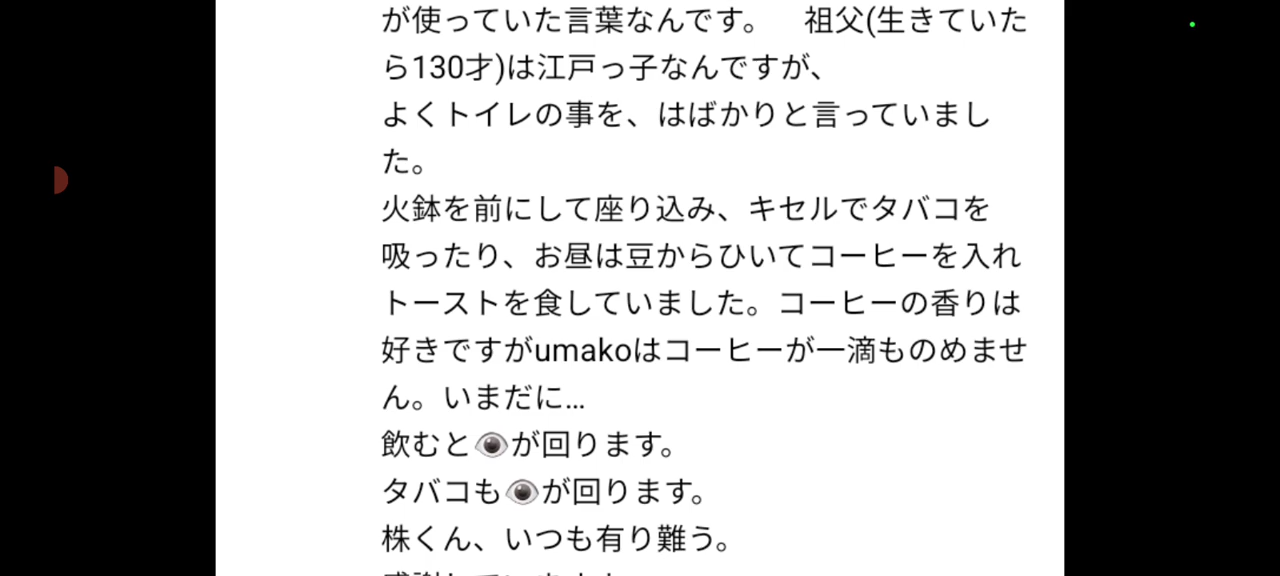 が使っていた言葉なんです。　祖父(生きていた
ら130才)は江戸っ子なんですが、
よくトイレの事を、はばかりと言っていまし
た。
火鉢を前にして座り込み、キセルでタバコを
吸ったり、お昼は豆からひいてコーヒーを入れ
トーストを食していました。コーヒーの香りは
好きですがumakoはコーヒーが一滴ものめませ
ん。いまだに…
飲むと👁が回ります。
タバコも👁が回ります。
株くん、いつも有り難う。